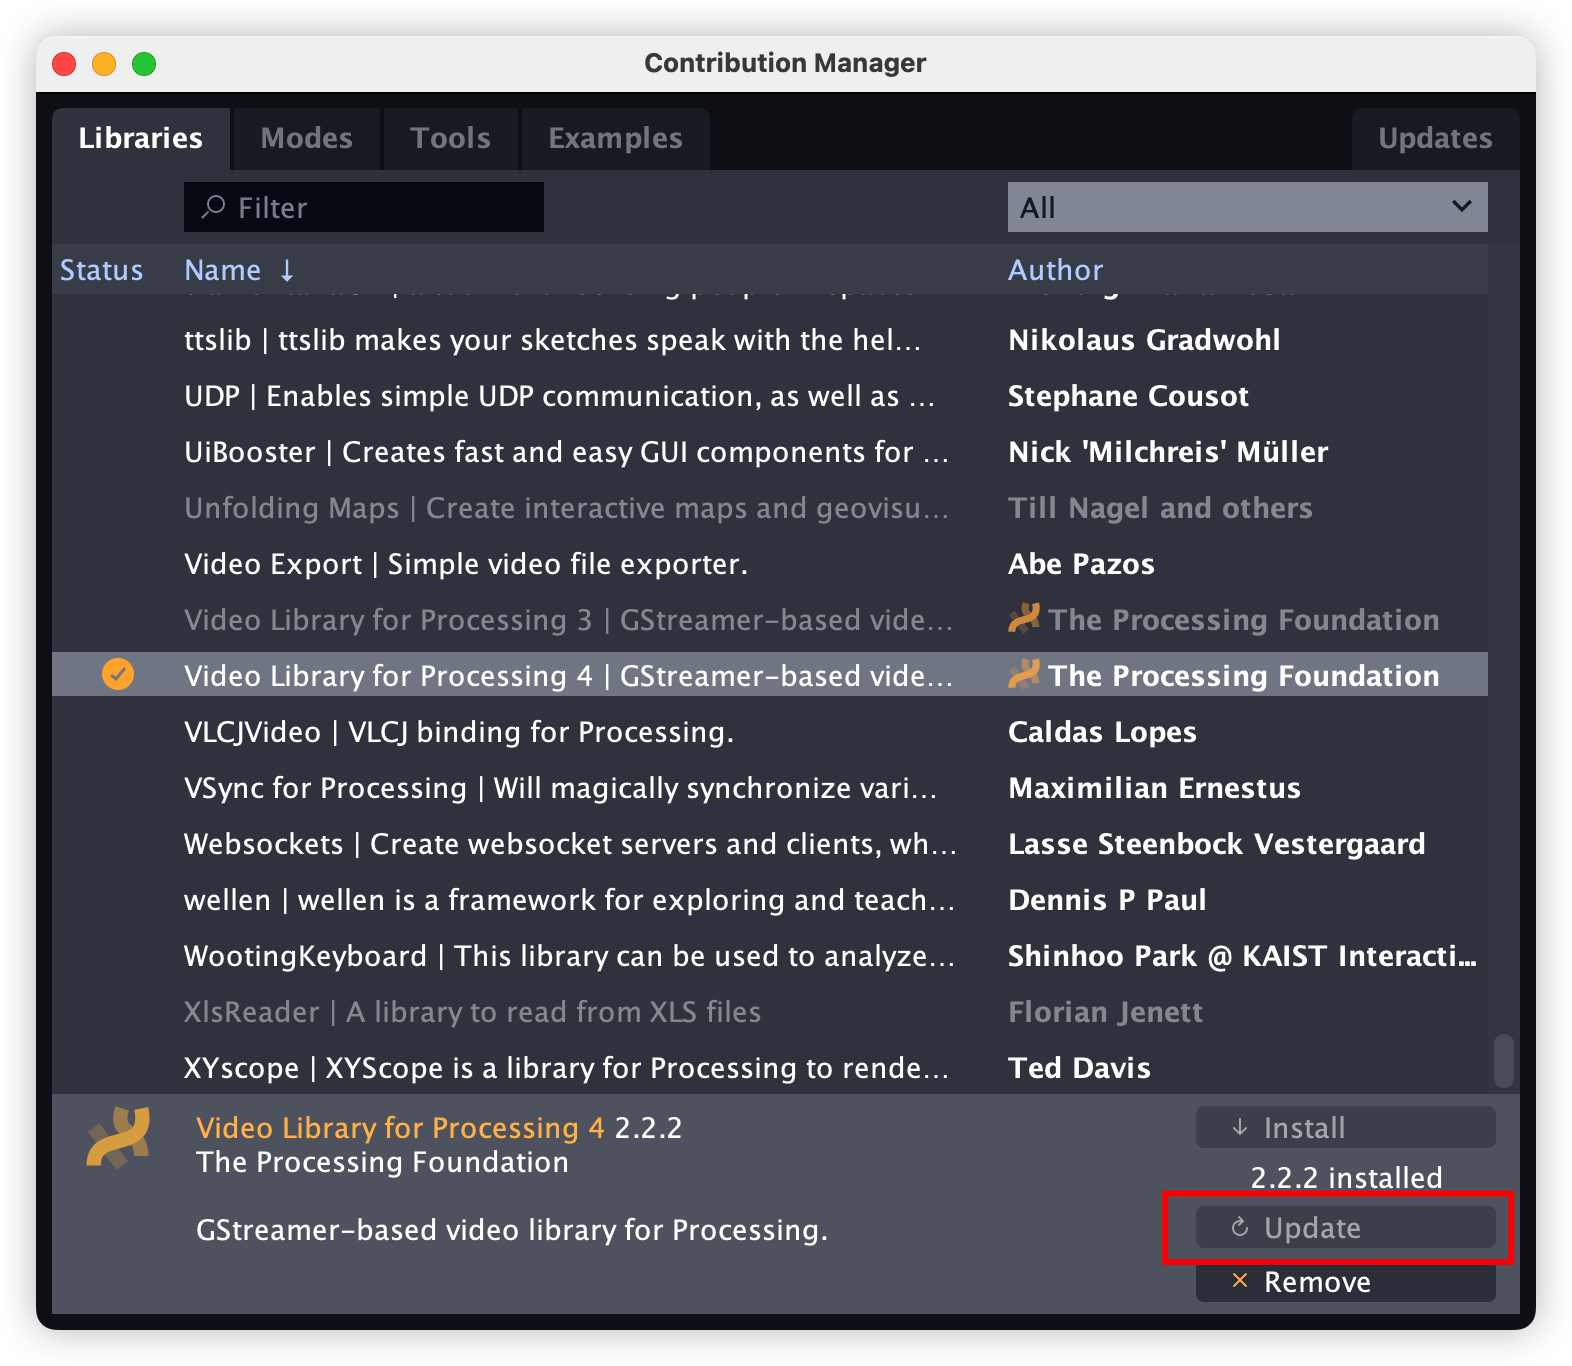 Contribution Manager
Libraries Modes Tools Examples Updates
Filter All
Status Name ↓ Author
ttslib | ttslib makes your sketches speak with the hel... Nikolaus Gradwohl
UDP | Enables simple UDP communication, as well as ... Stephane Cousot
UiBooster | Creates fast and easy GUI components for ... Nick 'Milchreis' Müller
Unfolding Maps | Create interactive maps and geovisu... Till Nagel and others
Video Export | Simple video file exporter. Abe Pazos
Video Library for Processing 3 | GStreamer-based vide... The Processing Foundation
Video Library for Processing 4 | GStreamer-based vide... The Processing Foundation
VLCJVideo | VLCJ binding for Processing. Caldas Lopes
VSync for Processing | Will magically synchronize vari... Maximilian Ernestus
Websockets | Create websocket servers and clients, wh... Lasse Steenbock Vestergaard
wellen | wellen is a framework for exploring and teach... Dennis P Paul
WootingKeyboard | This library can be used to analyze... Shinhoo Park @ KAIST Interacti...
XlsReader | A library to read from XLS files Florian Jenett
XYscope | XYScope is a library for Processing to rende... Ted Davis
Video Library for Processing 4 2.2.2 ↓ Install
The Processing Foundation 2.2.2 installed
GStreamer-based video library for Processing. Update
× Remove